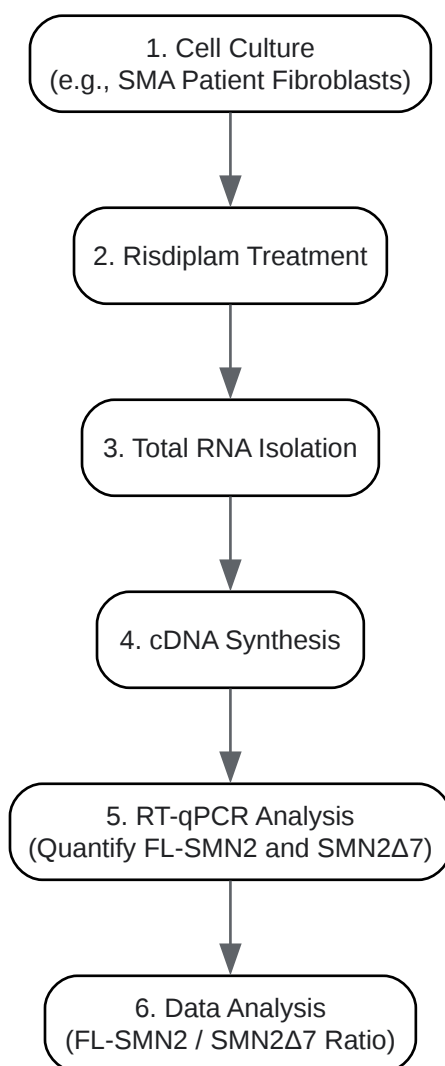 1. Cell Culture
(e.g., SMA Patient Fibroblasts)
2. Risdiplam Treatment
3. Total RNA Isolation
4. cDNA Synthesis
5. RT-qPCR Analysis
(Quantify FL-SMN2 and SMN2Δ7)
6. Data Analysis
(FL-SMN2 / SMN2Δ7 Ratio)